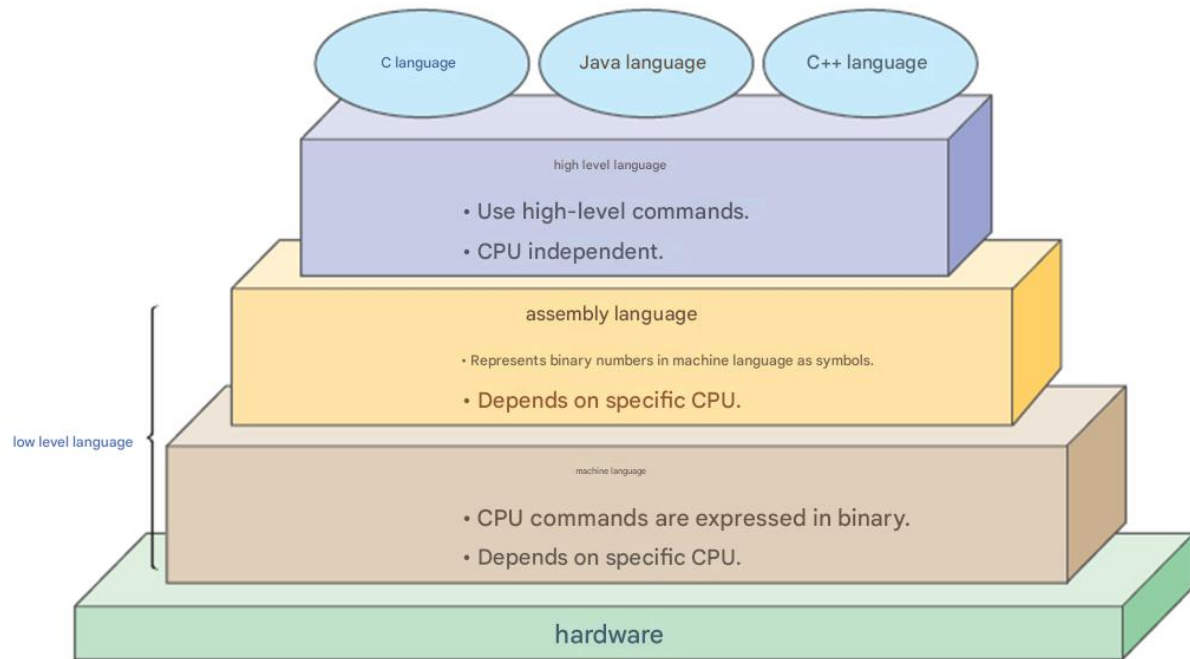 C language
Java language
C++ language
high level language
• Use high-level commands.
• CPU independent.
assembly language
• Represents binary numbers in machine language as symbols.
• Depends on specific CPU.
low level language
machine language
• CPU commands are expressed in binary.
• Depends on specific CPU.
hardware